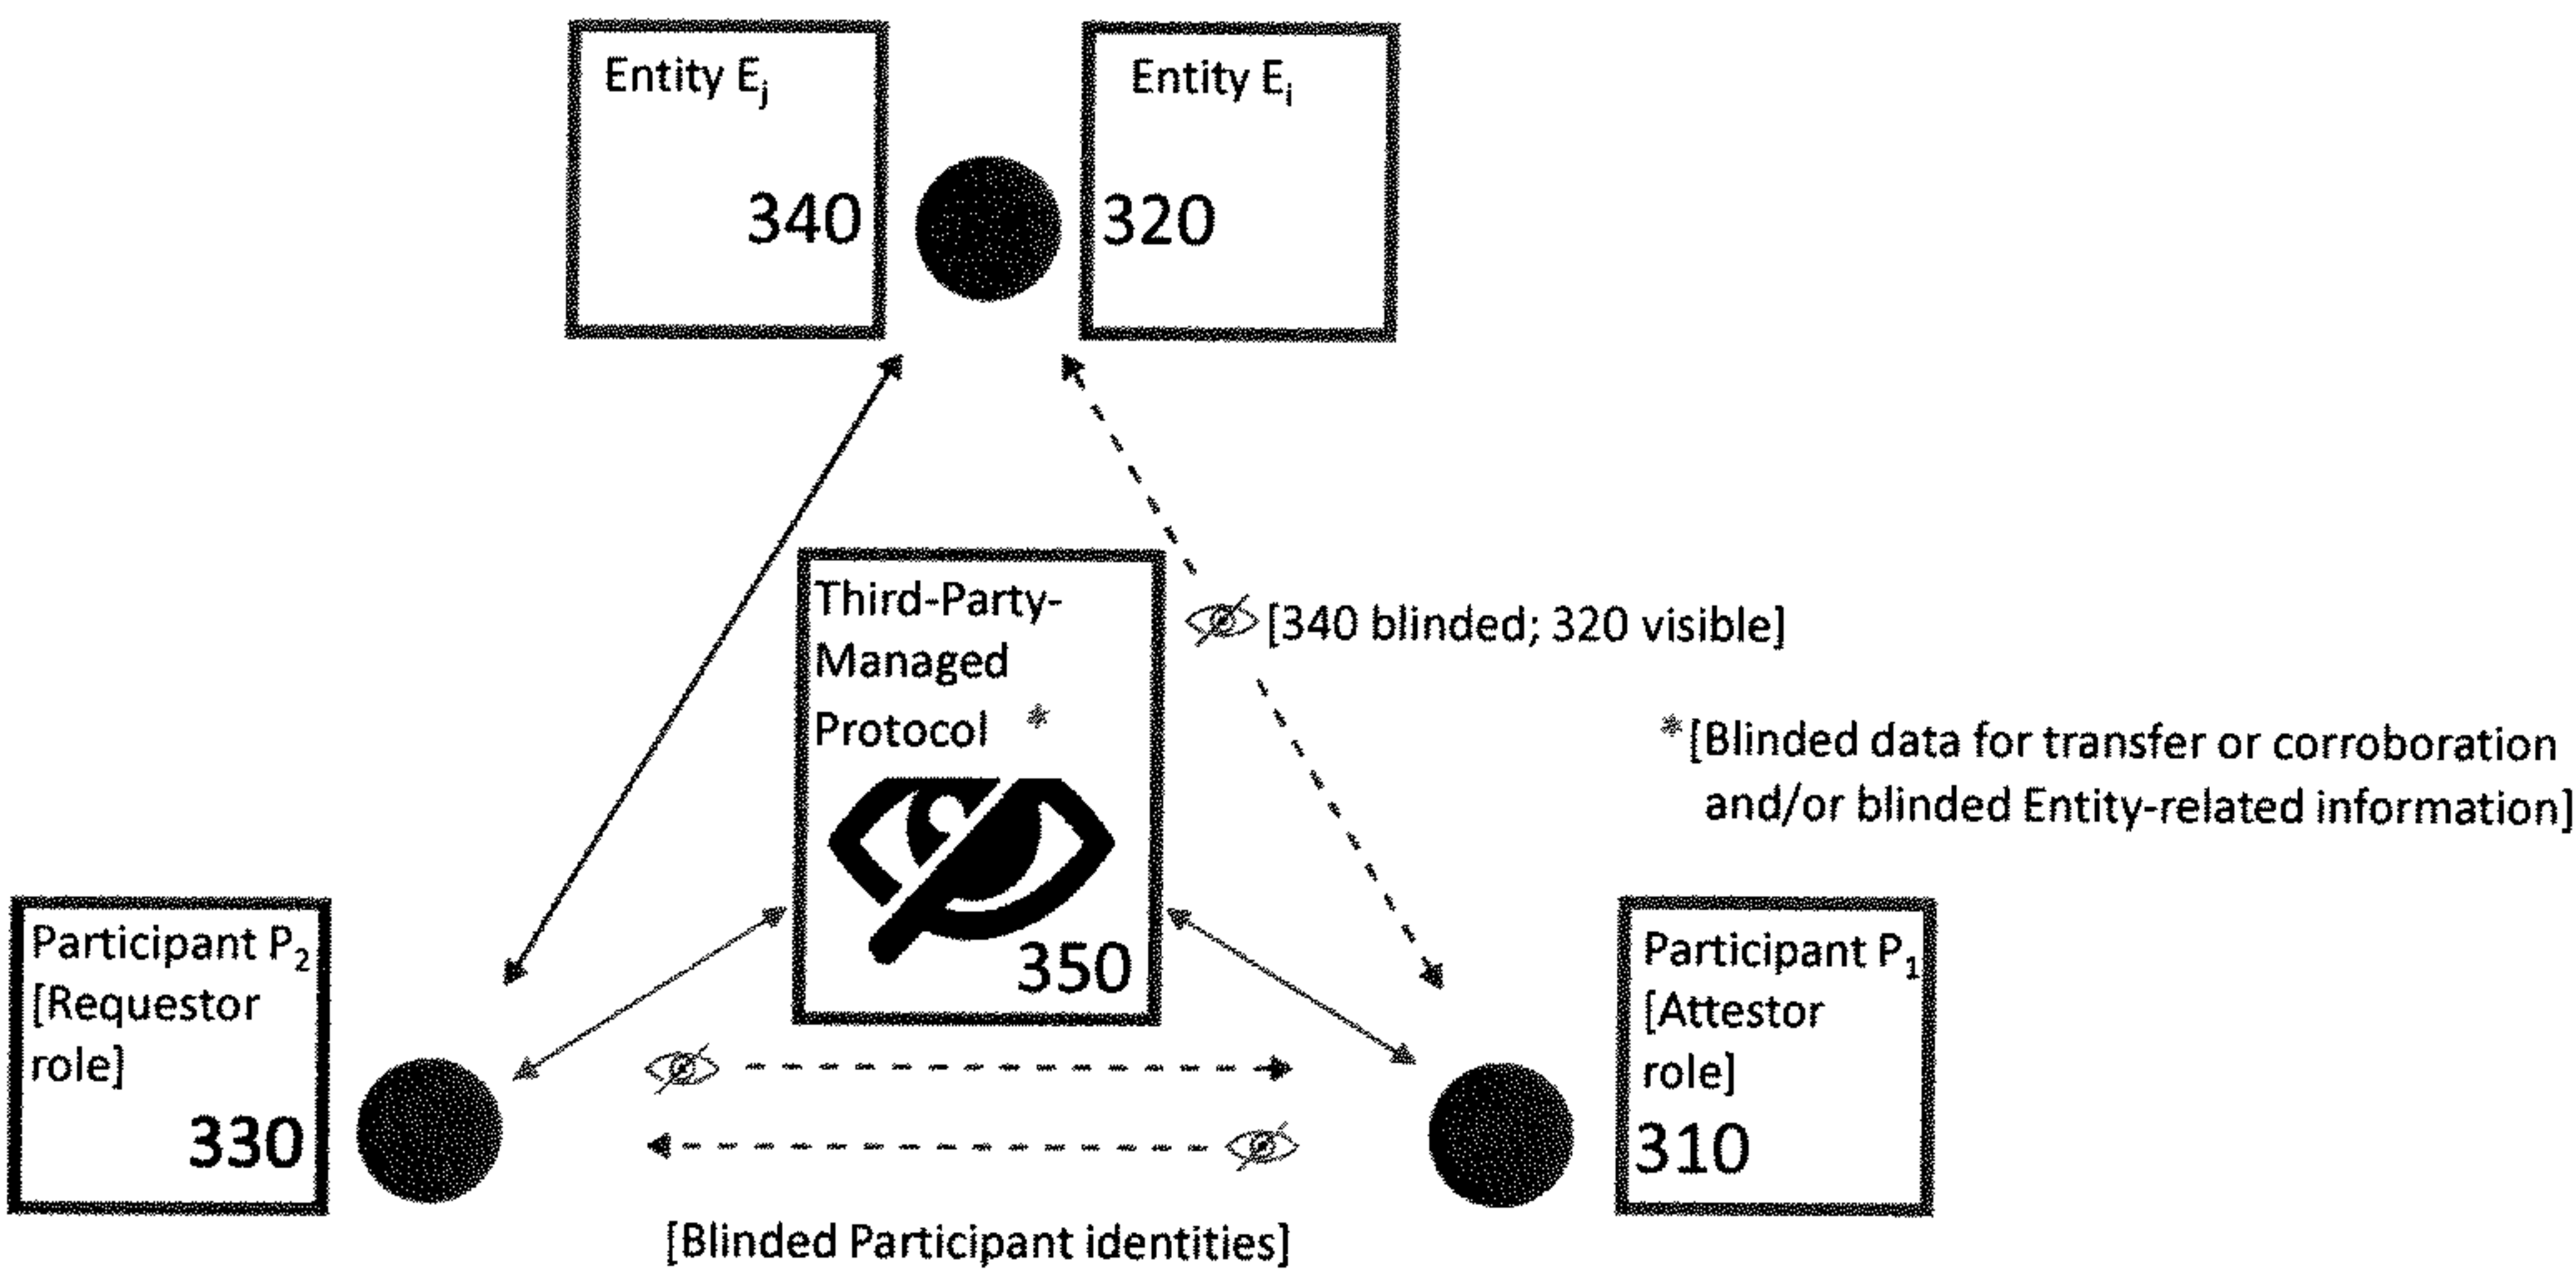 Entity Ej
340
Entity Ei
320
Third-Party-
Managed
Protocol *
350
[340 blinded; 320 visible]
*[Blinded data for transfer or corroboration
and/or blinded Entity-related information]
Participant P2
[Requestor
role]
330
Participant P1
[Attestor
role]
310
[Blinded Participant identities]